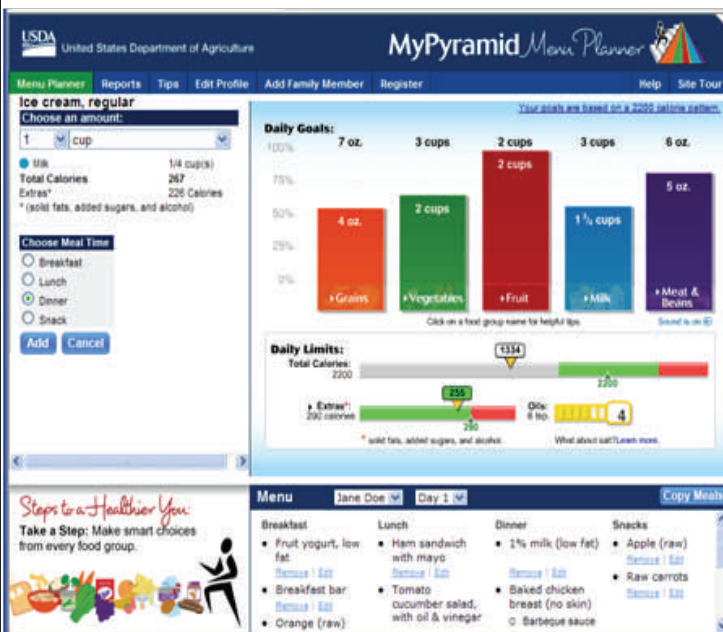 USDA United States Department of Agriculture
MyPyramid Menu Planner
Menu Planner Reports Tips Edit Profile Add Family Member Register Help Site Tour
Ice cream, regular
Choose an amount:
1 cup
Milk 1/4 cup(s)
Total Calories 267
Extras* 226 Calories
* (solid fats, added sugars, and alcohol)
Choose Meal Time
Breakfast
Lunch
Dinner
Snack
Add Cancel
Your goals are based on a 2200 calorie pattern.
Daily Goals:
7 oz. 3 cups 2 cups 3 cups 6 oz.
100%
75%
50%
25%
0%
4 oz. 2 cups 2 cups 1 3/4 cups 5 oz.
Grains Vegetables Fruit Milk Meat & Beans
Click on a food group name for helpful tips. Sound is on
Daily Limits:
Total Calories:
2200
1334
2200
Extras*:
290 calories
255
290
Oils:
6 tsp.
4
* solid fats, added sugars, and alcohol. What about salt? Learn more.
Steps to a Healthier You:
Take a Step: Make smart choices
from every food group.
Menu Jane Doe Day 1 Copy Meals
Breakfast
Fruit yogurt, low
fat
Remove | Edit
Breakfast bar
Remove | Edit
Orange (raw)
Lunch
Ham sandwich
with mayo
Remove | Edit
Tomato
cucumber salad,
with oil & vinegar
Dinner
1% milk (low fat)
Remove | Edit
Baked chicken
breast (no skin)
Barbeque sauce
Snacks
Apple (raw)
Remove | Edit
Raw carrots
Remove | Edit